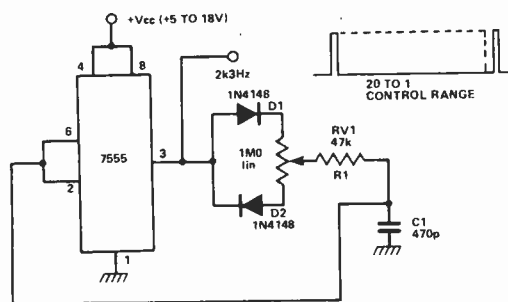 +Vcc (+5 TO 18V)
4
8
2k3Hz
20 TO 1
CONTROL RANGE
1N4148
D1
6
7555
3
1M0
lin
RV1
47k
R1
2
D2
1N4148
1
C1
470p